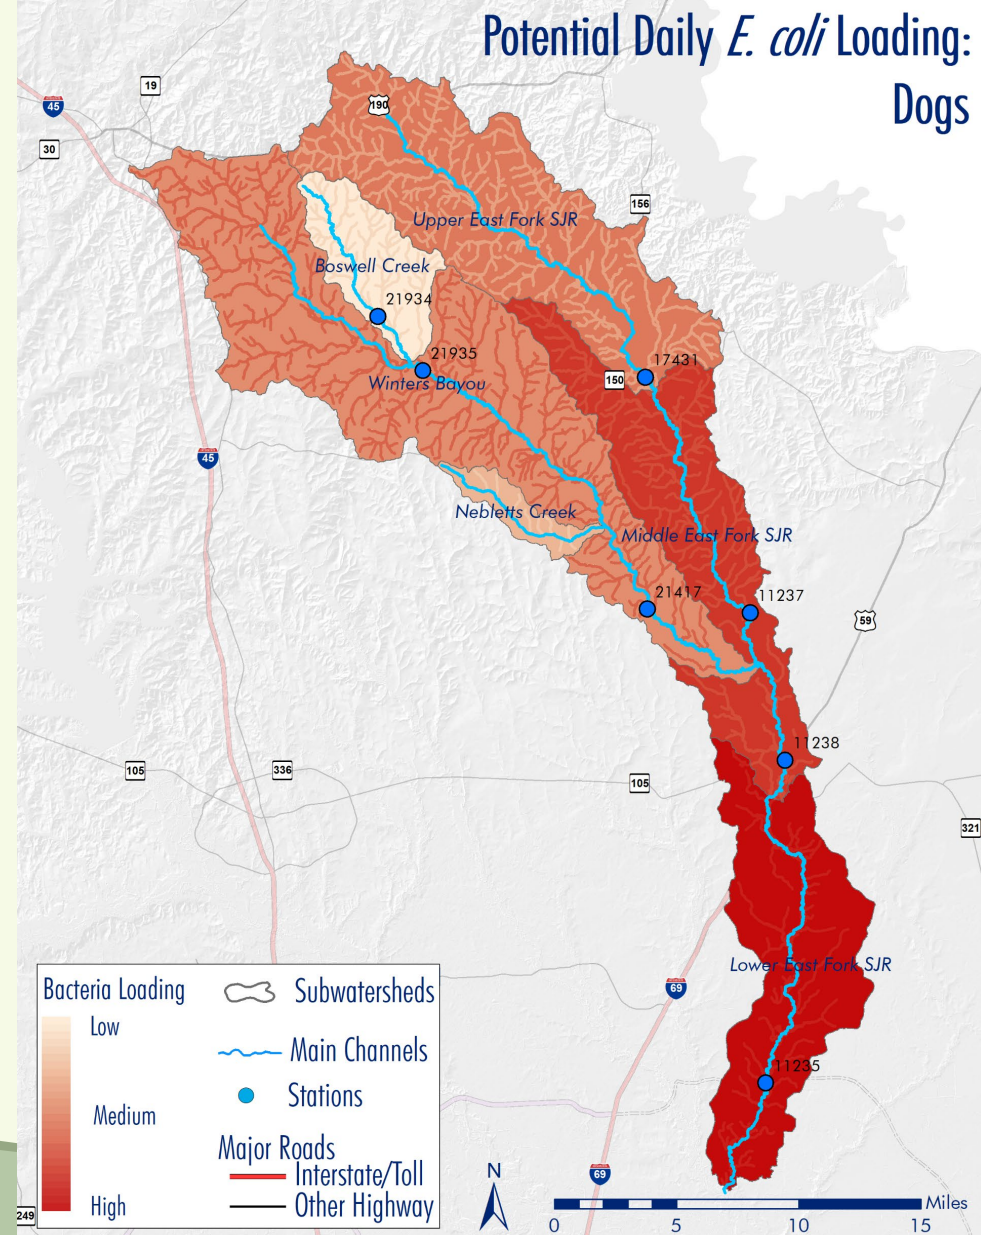 Potential Daily E. coli Loading:
Dogs
19
45
190
30
156
Upper East Fork SJR
Boswell Creek
21934
21935
17431
150
Winters Bayou
45
Nebletts Creek
Middle East Fork SJR
21417
11237
59
11238
105
336
105
321
Lower East Fork SJR
69
11235
69
249
Bacteria Loading
Low
Medium
High
Subwatersheds
Main Channels
Stations
Major Roads
Interstate/Toll
Other Highway
N
Miles
0 5 10 15